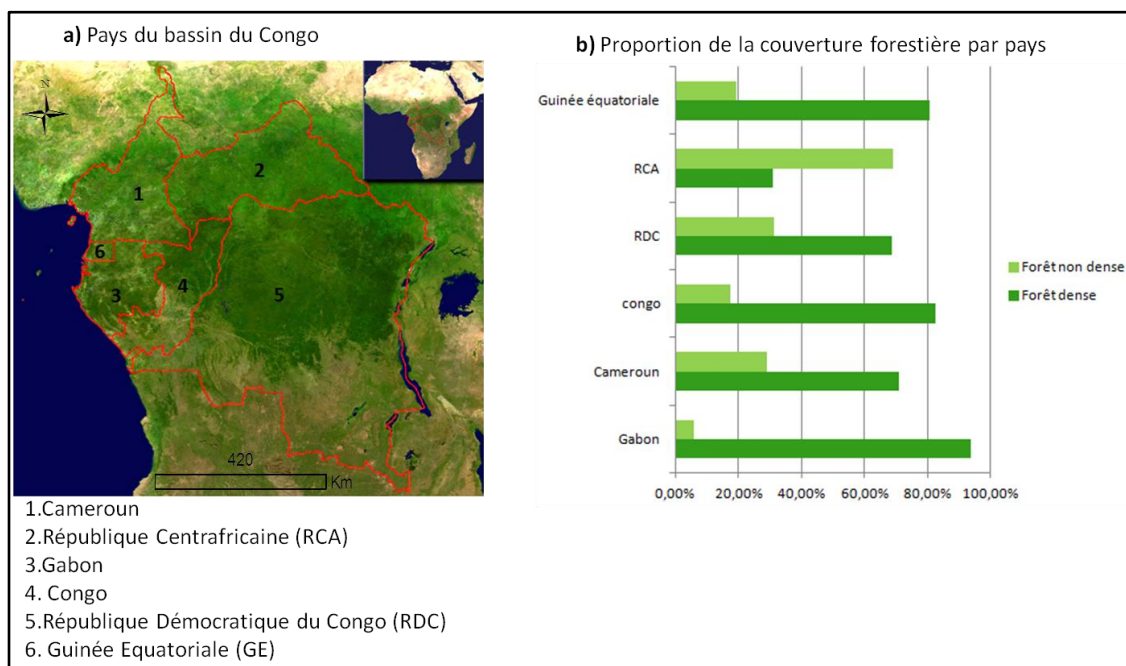 a) Pays du bassin du Congo
N
1
2
3
4
5
6
420
Km
1.Cameroun
2.République Centrafricaine (RCA)
3.Gabon
4. Congo
5.République Démocratique du Congo (RDC)
6. Guinée Equatoriale (GE)
b) Proportion de la couverture forestière par pays
Guinée équatoriale
RCA
RDC
congo
Cameroun
Gabon
0,00% 20,00% 40,00% 60,00% 80,00% 100,00%
Forêt non dense
Forêt dense